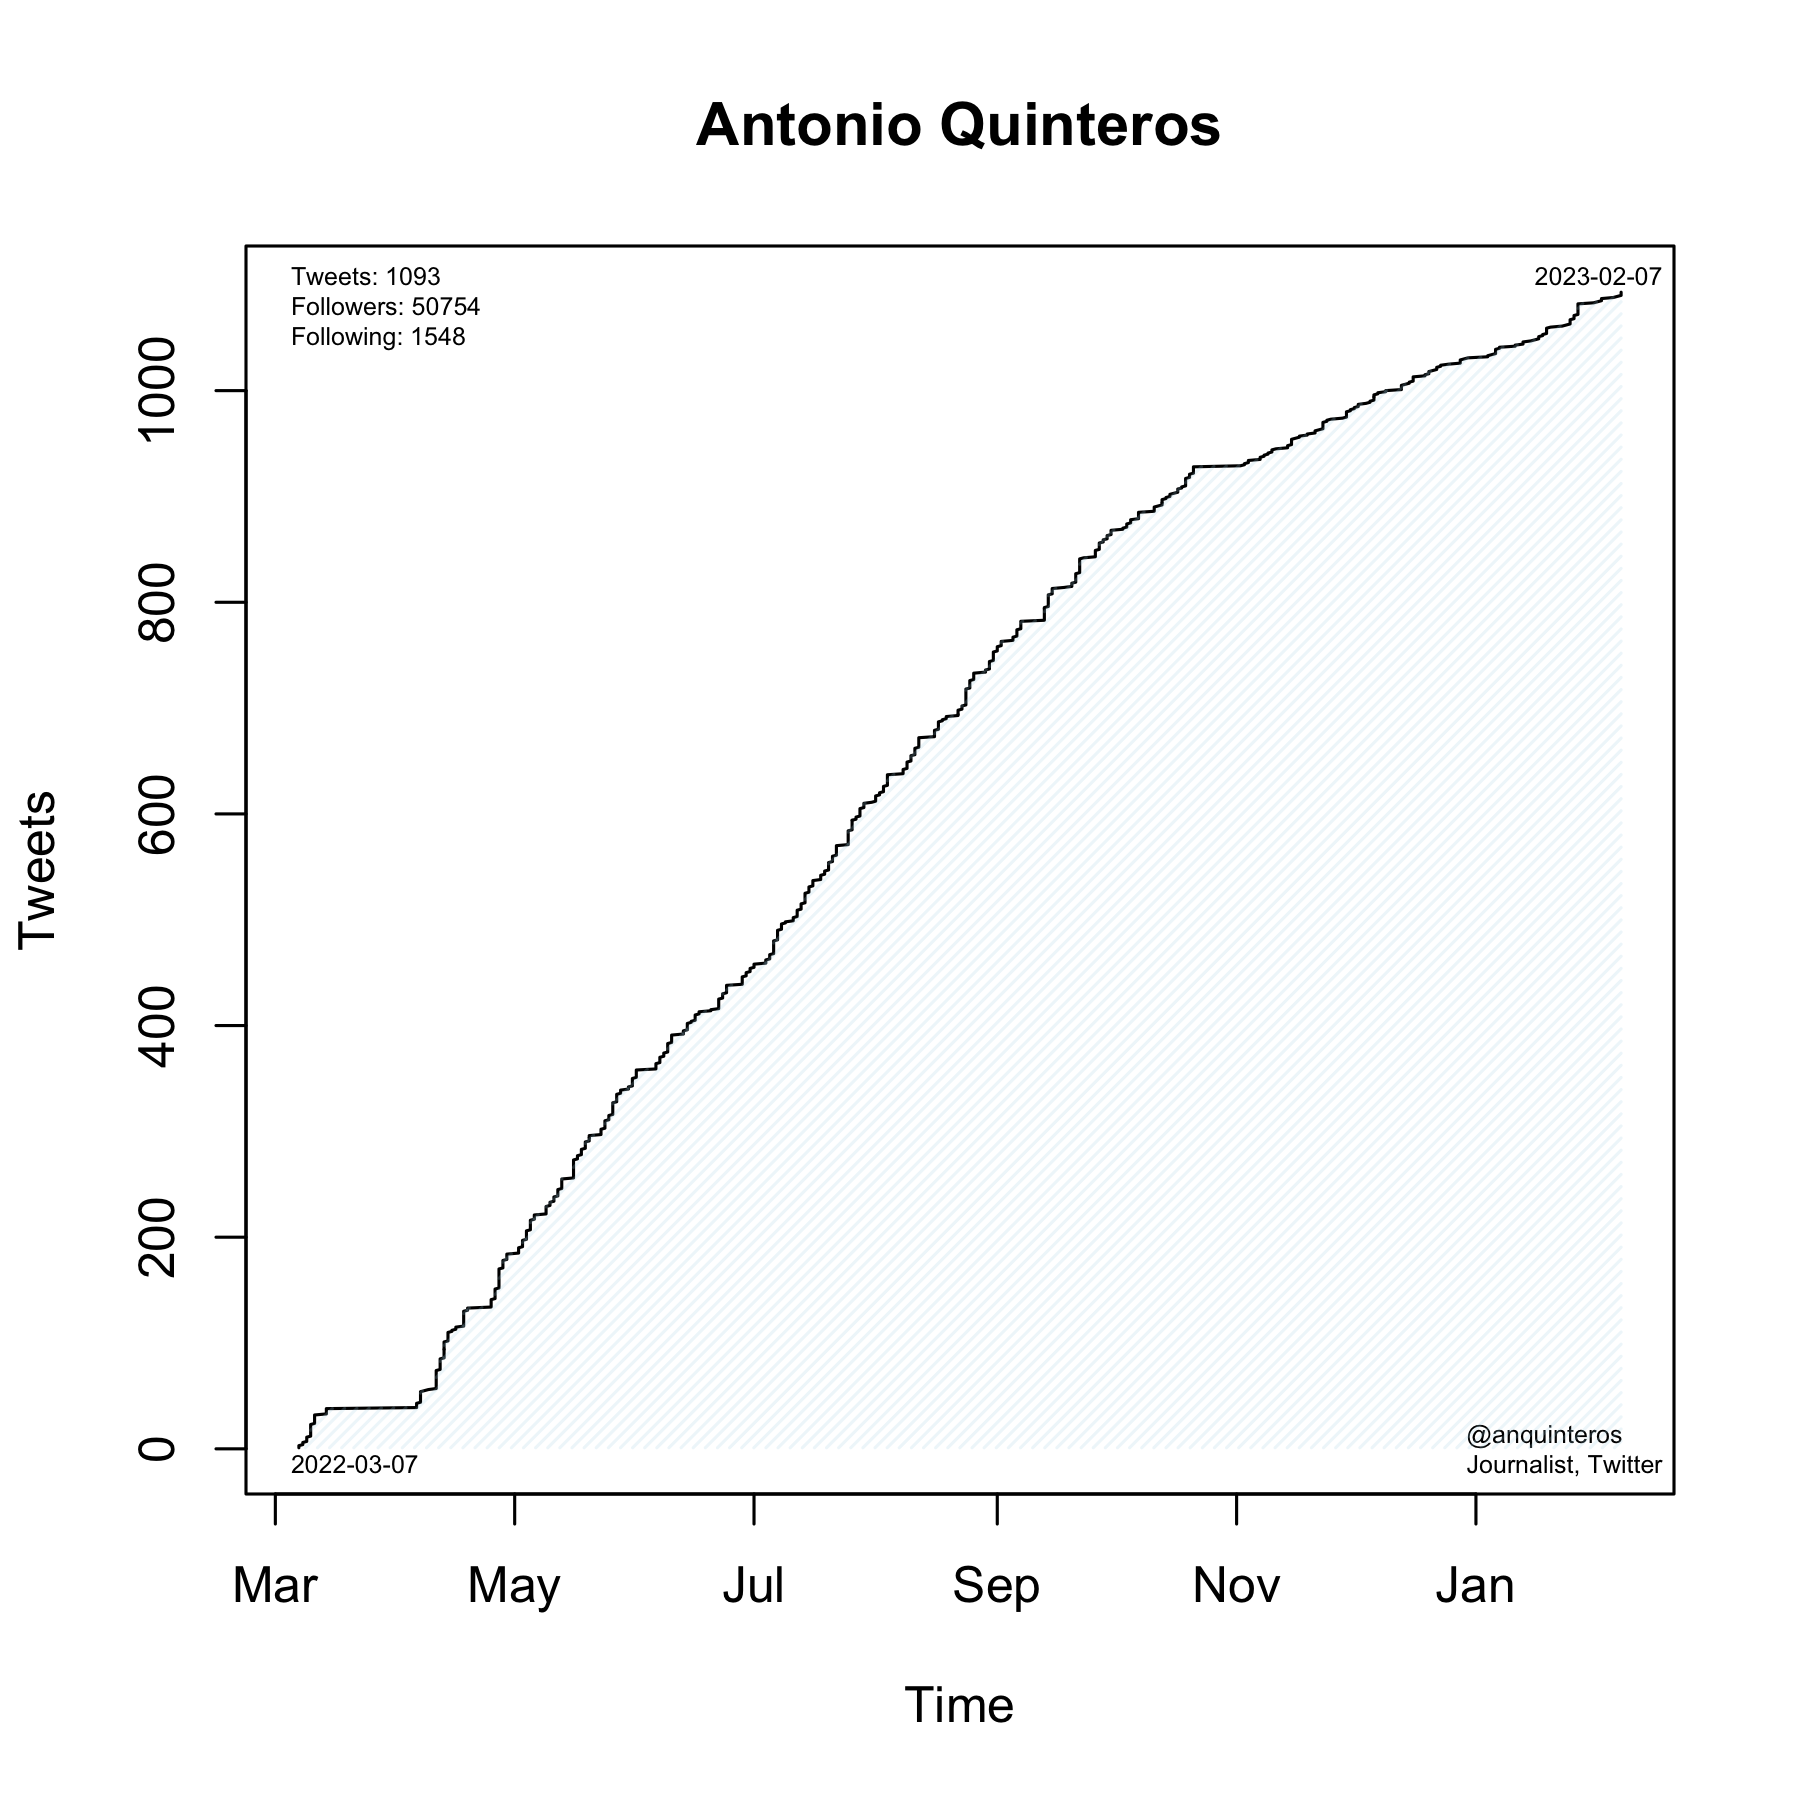 Antonio Quinteros
Tweets: 1093
Followers: 50754
Following: 1548
2023-02-07
Tweets
1000
800
600
400
200
0
2022-03-07
@anquinteros
Journalist, Twitter
Mar May Jul Sep Nov Jan
Time